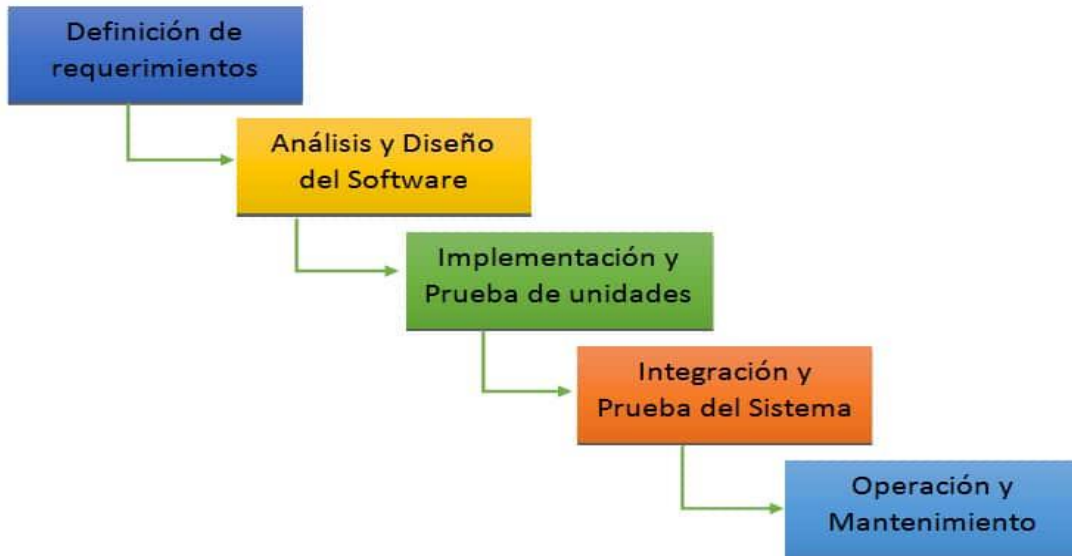 Definición de
requerimientos
Análisis y Diseño
del Software
Implementación y
Prueba de unidades
Integración y
Prueba del Sistema
Operación y
Mantenimiento